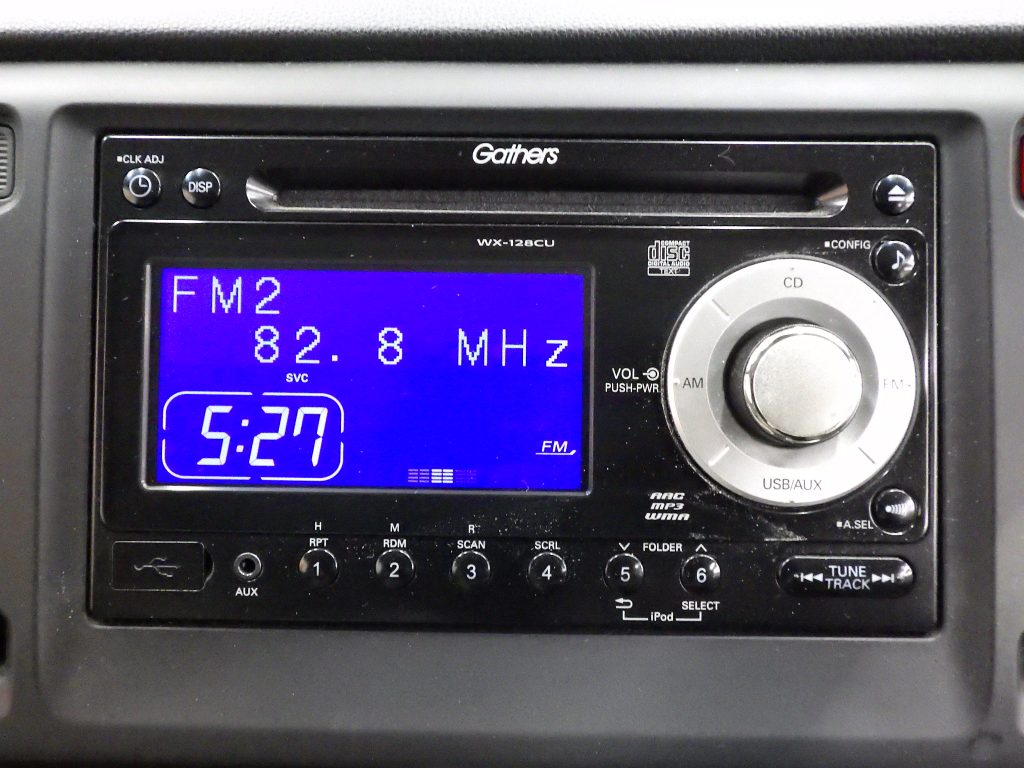 Gathers
■CLK ADJ
DISP
WX-128CU
COMPACT
disc
DIGITAL AUDIO
TEXT
■CONFIG
FM2
82.8 MHz
SVC
5:27
FM
CD
VOL
PUSH-PWR
AM
FM
USB/AUX
AAC
MP3
WMA
■A.SEL
AUX
H
RPT
1
M
RDM
2
R
SCAN
3
SCRL
4
FOLDER
5
6
iPod
SELECT
TUNE
TRACK